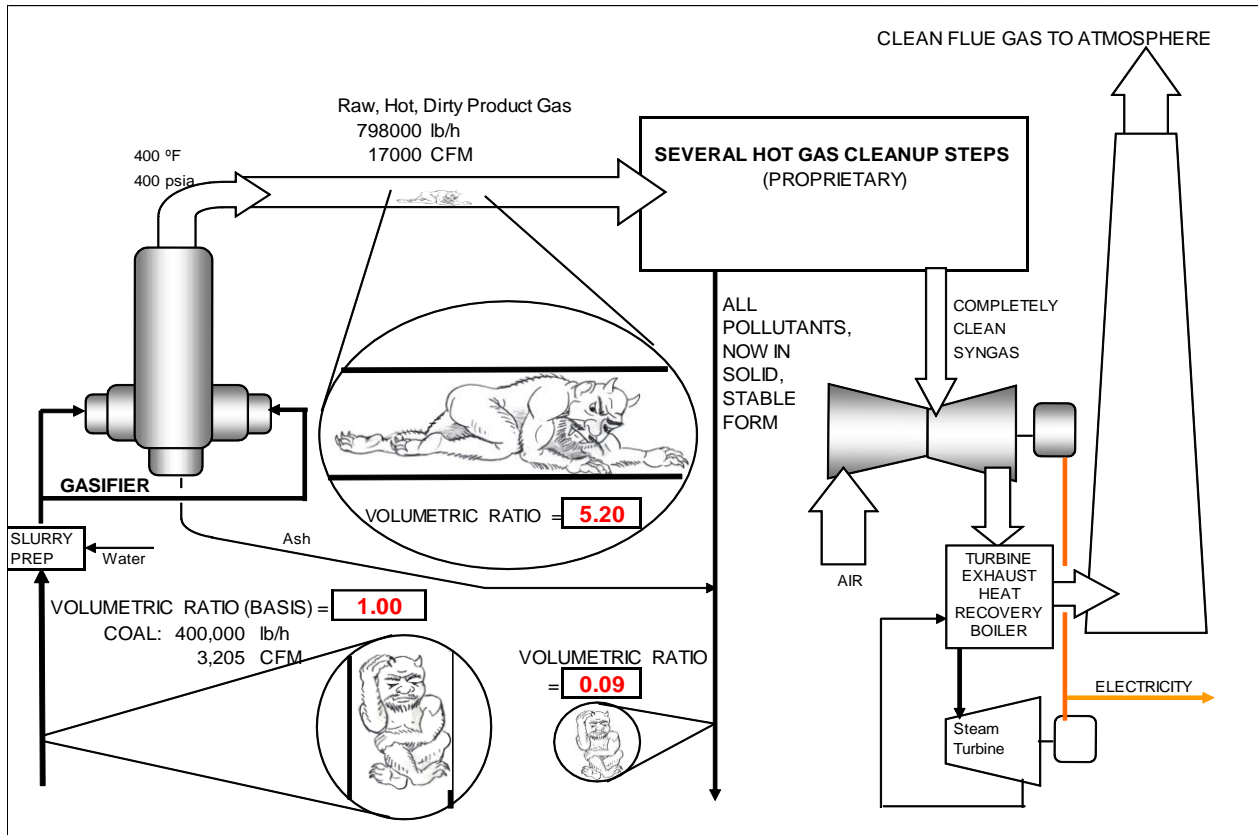 CLEAN FLUE GAS TO ATMOSPHERE
Raw, Hot, Dirty Product Gas
798000 lb/h
17000 CFM
400 ºF
400 psia
SEVERAL HOT GAS CLEANUP STEPS
(PROPRIETARY)
ALL
POLLUTANTS,
NOW IN
SOLID,
STABLE
FORM
COMPLETELY
CLEAN
SYNGAS
GASIFIER
VOLUMETRIC RATIO = 5.20
SLURRY
PREP
Water
Ash
AIR
TURBINE
EXHAUST
HEAT
RECOVERY
BOILER
VOLUMETRIC RATIO (BASIS) = 1.00
COAL: 400,000 lb/h
3,205 CFM
VOLUMETRIC RATIO
= 0.09
ELECTRICITY
Steam
Turbine